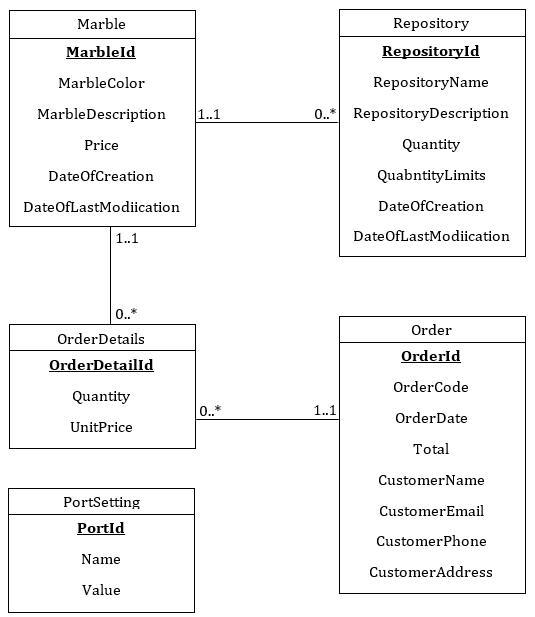 Marble
MarbleId
MarbleColor
MarbleDescription
Price
DateOfCreation
DateOfLastModiication
1..1
0..*
Repository
RepositoryId
RepositoryName
RepositoryDescription
Quantity
QuabntityLimits
DateOfCreation
DateOfLastModiication
1..1
0..*
OrderDetails
OrderDetailId
Quantity
UnitPrice
0..*
1..1
Order
OrderId
OrderCode
OrderDate
Total
CustomerName
CustomerEmail
CustomerPhone
CustomerAddress
PortSetting
PortId
Name
Value